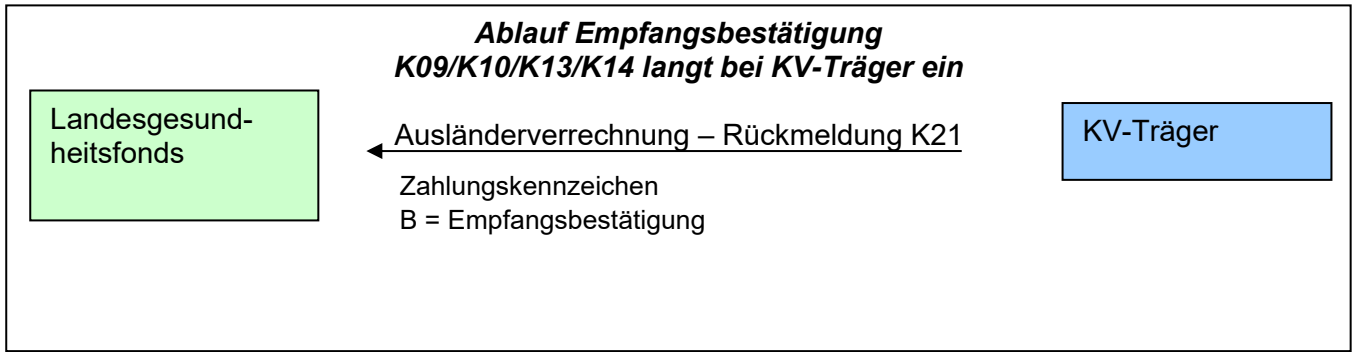 Ablauf Empfangsbestätigung
K09/K10/K13/K14 langt bei KV-Träger ein
Landesgesund-
heitsfonds
Ausländerverrechnung – Rückmeldung K21
KV-Träger
Zahlungskennzeichen
B = Empfangsbestätigung